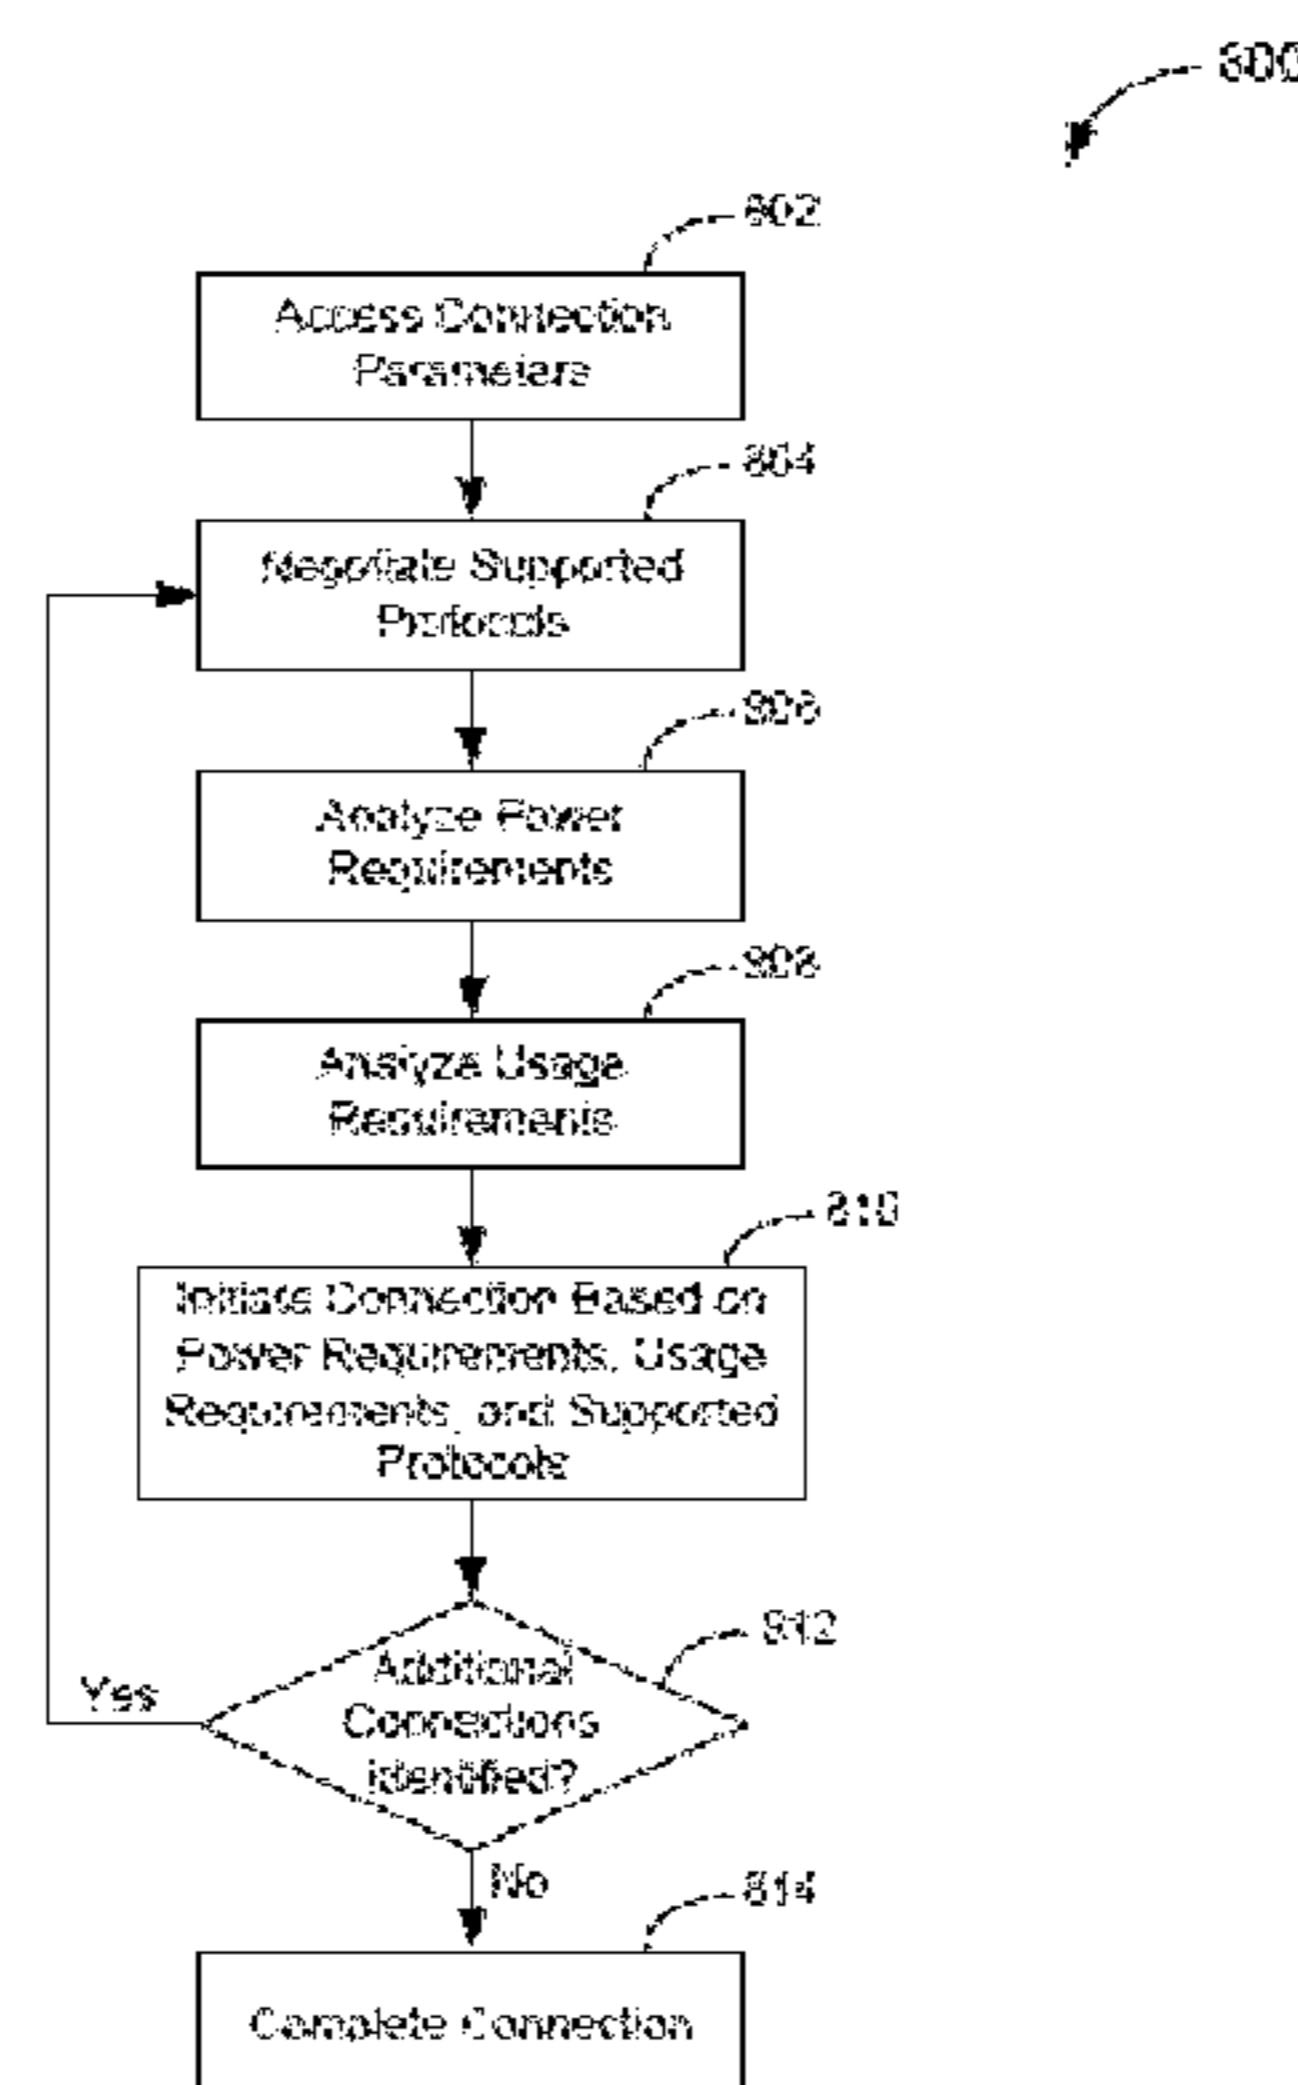 800
802
Access Connection
Parameters
804
Negotiate Supported
Protocols
806
Analyze Power
Requirements
808
Analyze Usage
Requirements
810
Initiate Connection Based on
Power Requirements, Usage
Requirements, and Supported
Protocols
812
Additional
Connections
identified?
Yes
No
814
Complete Connection